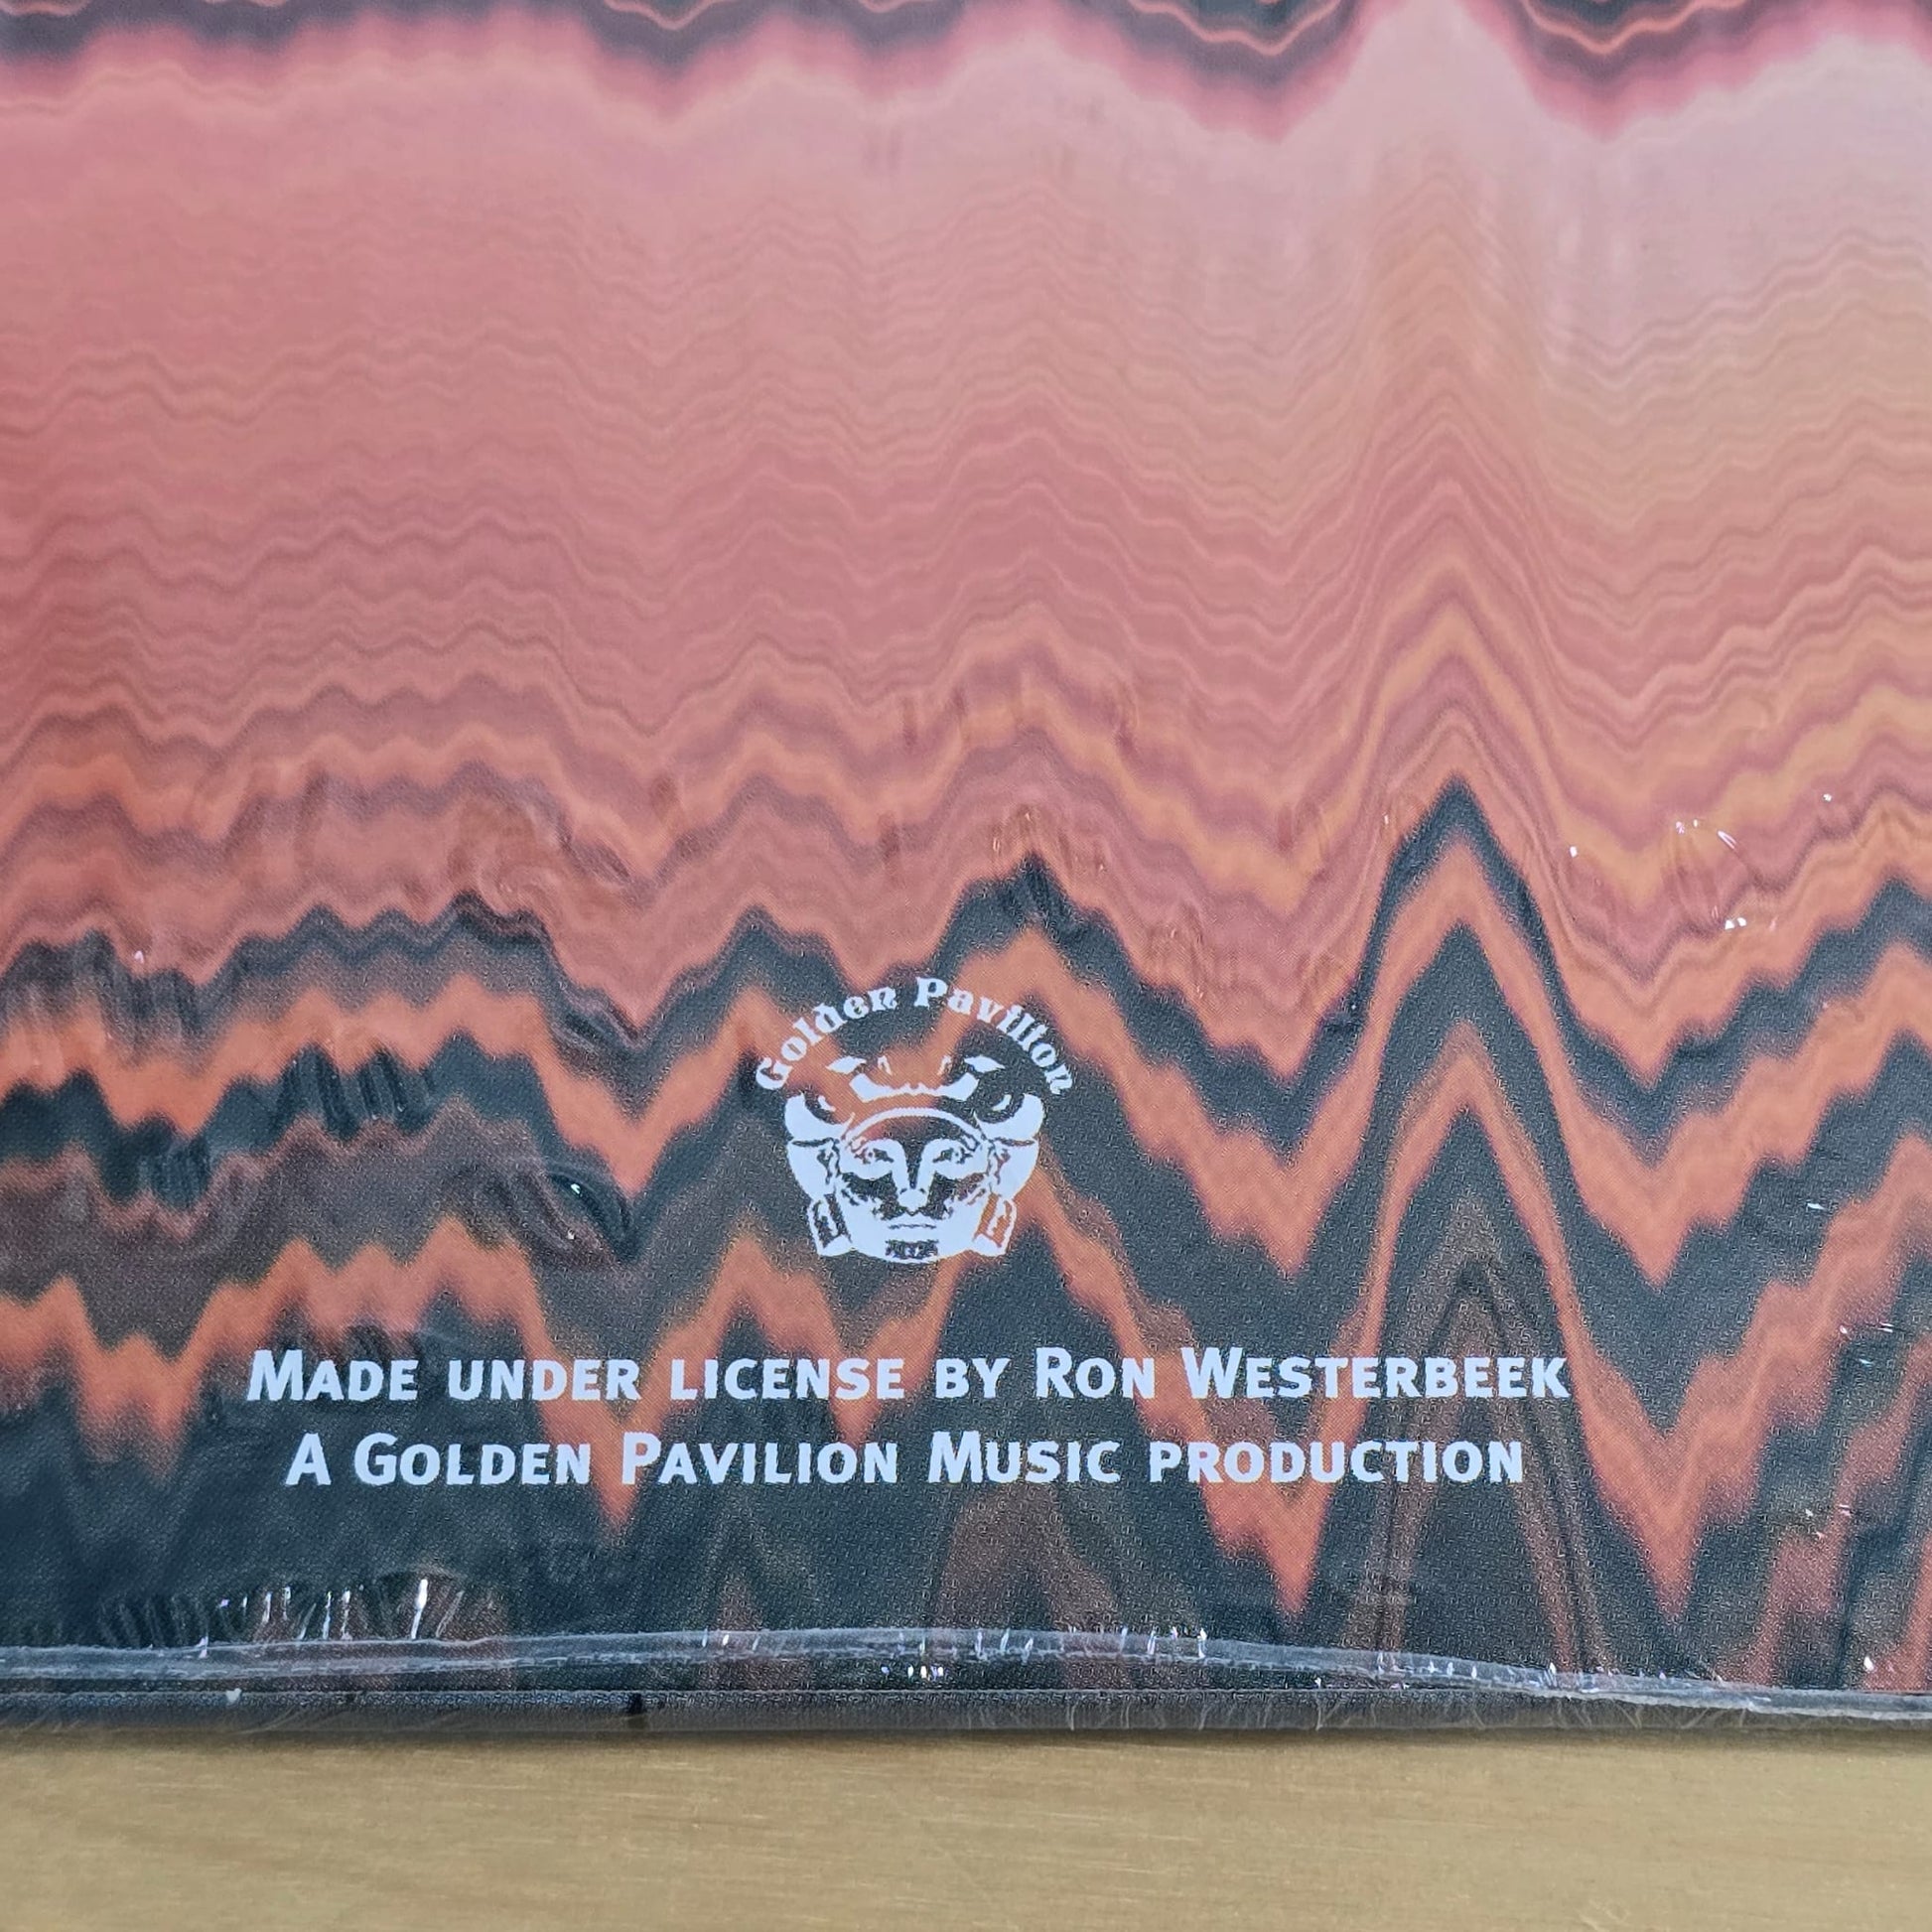 Golden Pavilion
MADE UNDER LICENSE BY RON WESTERBEEK
A GOLDEN PAVILION MUSIC PRODUCTION